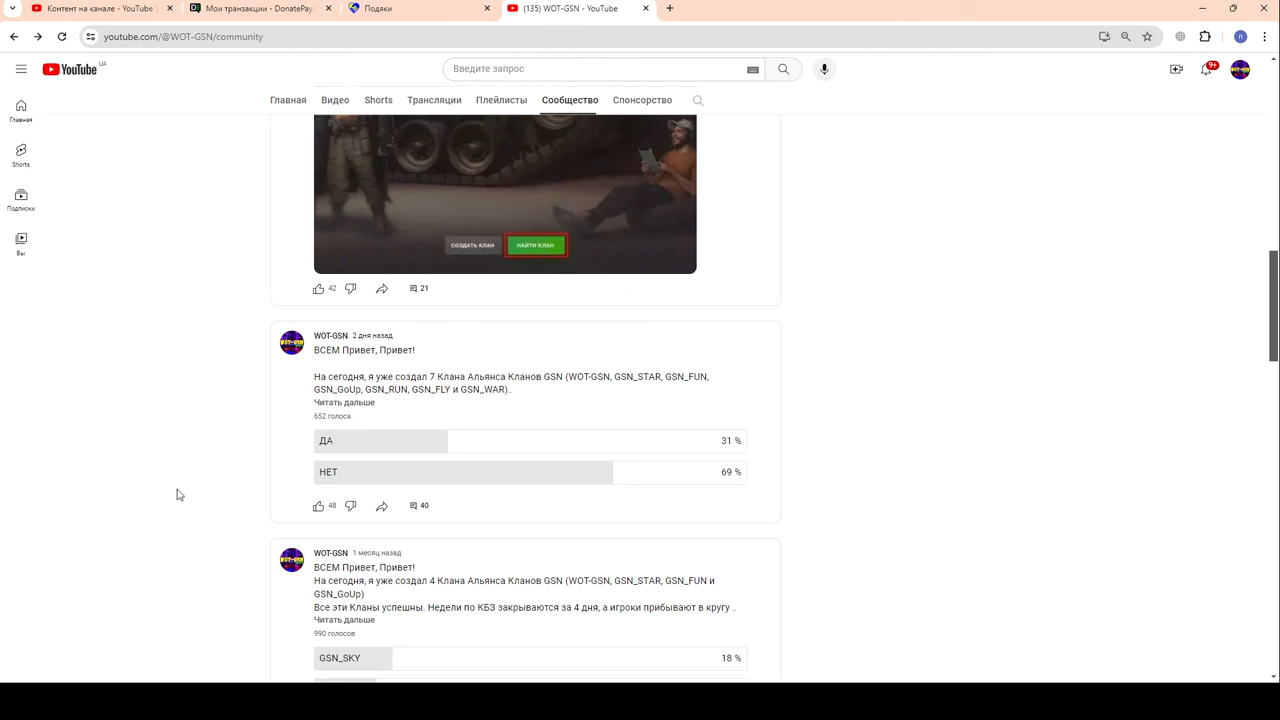 Контент на канале - YouTube S
Мои транзакции - DonatePay
Подяки
(135) WOT-GSN - YouTube
youtube.com/@WOT-GSN/community
n
YouTube
UA
Введите запрос
9+
Главная
Видео
Shorts
Трансляции
Плейлисты
Сообщество
Спонсорство
Главная
Shorts
Подписки
Вы
СОЗДАТЬ КЛАН
НАЙТИ КЛАН
42
21
WOT-GSN 2 дня назад
ВСЕМ Привет, Привет!
На сегодня, я уже создал 7 Клана Альянса Кланов GSN (WOT-GSN, GSN_STAR, GSN_FUN,
GSN_GoUp, GSN_RUN, GSN_FLY и GSN_WAR)..
Читать дальше
652 голоса
ДА
31 %
НЕТ
69 %
48
40
WOT-GSN 1 месяц назад
ВСЕМ Привет, Привет!
На сегодня, я уже создал 4 Клана Альянса Кланов GSN (WOT-GSN, GSN_STAR, GSN_FUN и
GSN_GoUp)
Все эти Кланы успешны. Недели по КБЗ закрываются за 4 дня, а игроки прибывают в кругу ..
Читать дальше
990 голосов
GSN_SKY
18 %